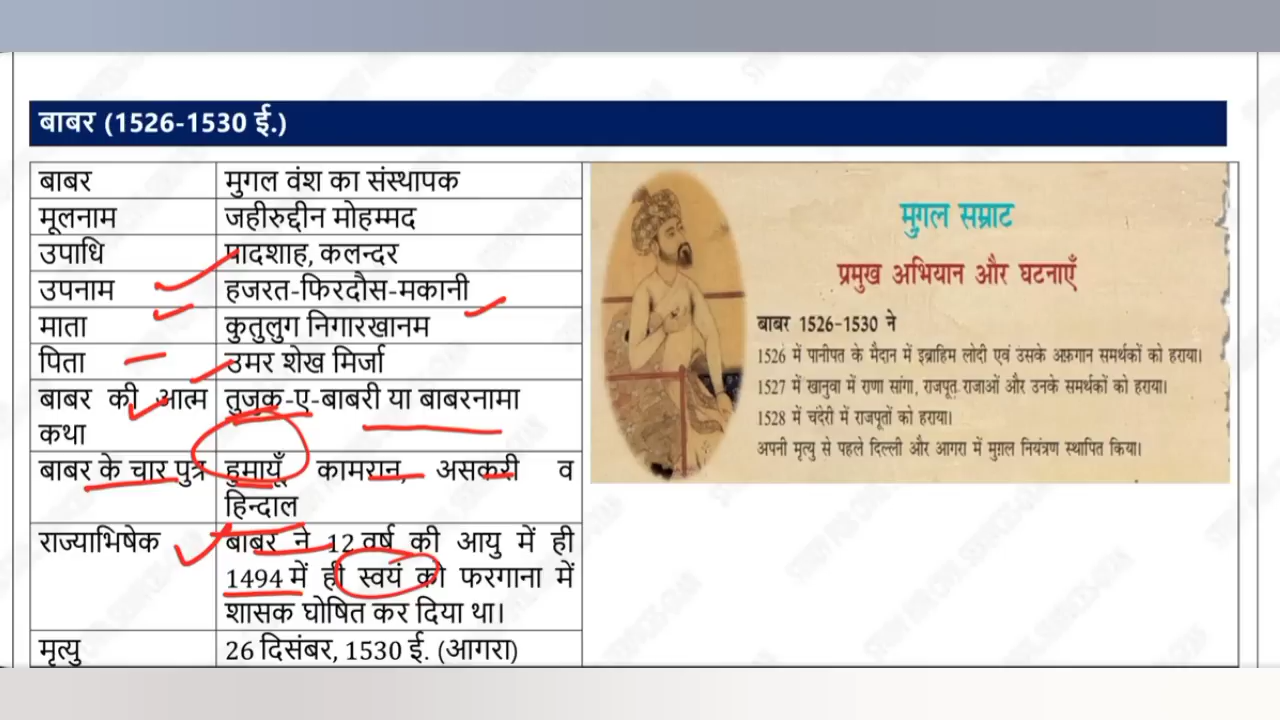 बाबर (1526-1530 ई.)
बाबर मुगल वंश का संस्थापक
मूलनाम जहीरुद्दीन मोहम्मद
उपाधि पादशाह, कलन्दर
उपनाम हजरत-फिरदौस-मकानी
माता कुतुलुग निगारखानम
पिता उमर शेख मिर्जा
बाबर की आत्म कथा तुजुक-ए-बाबरी या बाबरनामा
बाबर के चार पुत्र हुमायूँ, कामरान, असकरी व
हिन्दाल
राज्याभिषेक बाबर ने 12 वर्ष की आयु में ही
1494 में ही स्वयं को फरगाना में
शासक घोषित कर दिया था।
मृत्यु 26 दिसंबर, 1530 ई. (आगरा)
मुगल सम्राट
प्रमुख अभियान और घटनाएँ
बाबर 1526-1530 ने
1526 में पानीपत के मैदान में इब्राहिम लोदी एवं उसके अफ़गान समर्थकों को हराया।
1527 में खानुवा में राणा सांगा, राजपूत राजाओं और उनके समर्थकों को हराया।
1528 में चंदेरी में राजपूतों को हराया।
अपनी मृत्यु से पहले दिल्ली और आगरा में मुग़ल नियंत्रण स्थापित किया।